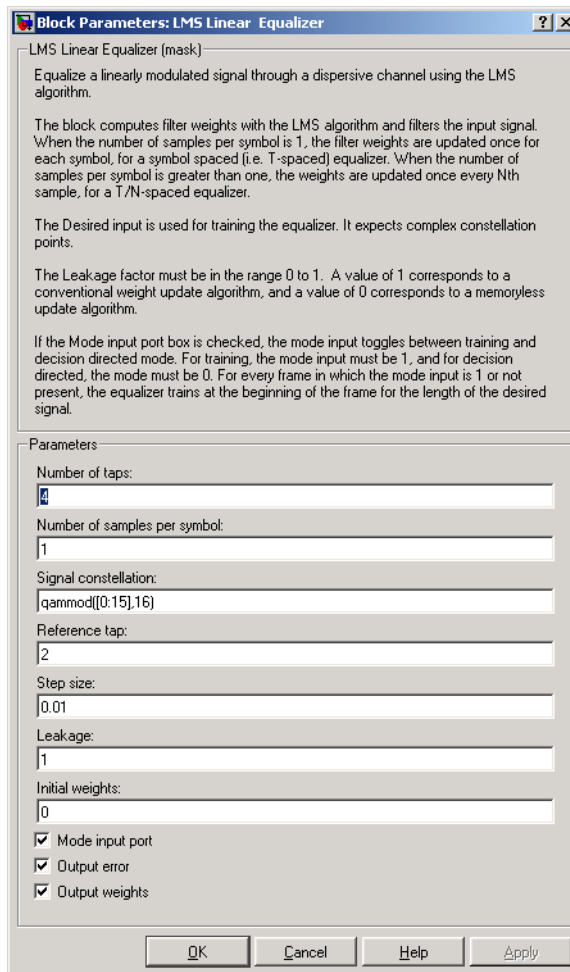 Block Parameters: LMS Linear Equalizer
LMS Linear Equalizer (mask)
Equalize a linearly modulated signal through a dispersive channel using the LMS
algorithm.
The block computes filter weights with the LMS algorithm and filters the input signal.
When the number of samples per symbol is 1, the filter weights are updated once for
each symbol, for a symbol spaced (i.e. T-spaced) equalizer. When the number of
samples per symbol is greater than one, the weights are updated once every Nth
sample, for a T/N-spaced equalizer.
The Desired input is used for training the equalizer. It expects complex constellation
points.
The Leakage factor must be in the range 0 to 1. A value of 1 corresponds to a
conventional weight update algorithm, and a value of 0 corresponds to a memoryless
update algorithm.
If the Mode input port box is checked, the mode input toggles between training and
decision directed mode. For training, the mode input must be 1, and for decision
directed, the mode must be 0. For every frame in which the mode input is 1 or not
present, the equalizer trains at the beginning of the frame for the length of the desired
signal.
Parameters
Number of taps:
4
Number of samples per symbol:
1
Signal constellation:
qammod([0:15],16)
Reference tap:
2
Step size:
0.01
Leakage:
1
Initial weights:
0
Mode input port
Output error
Output weights
OK Cancel Help Apply